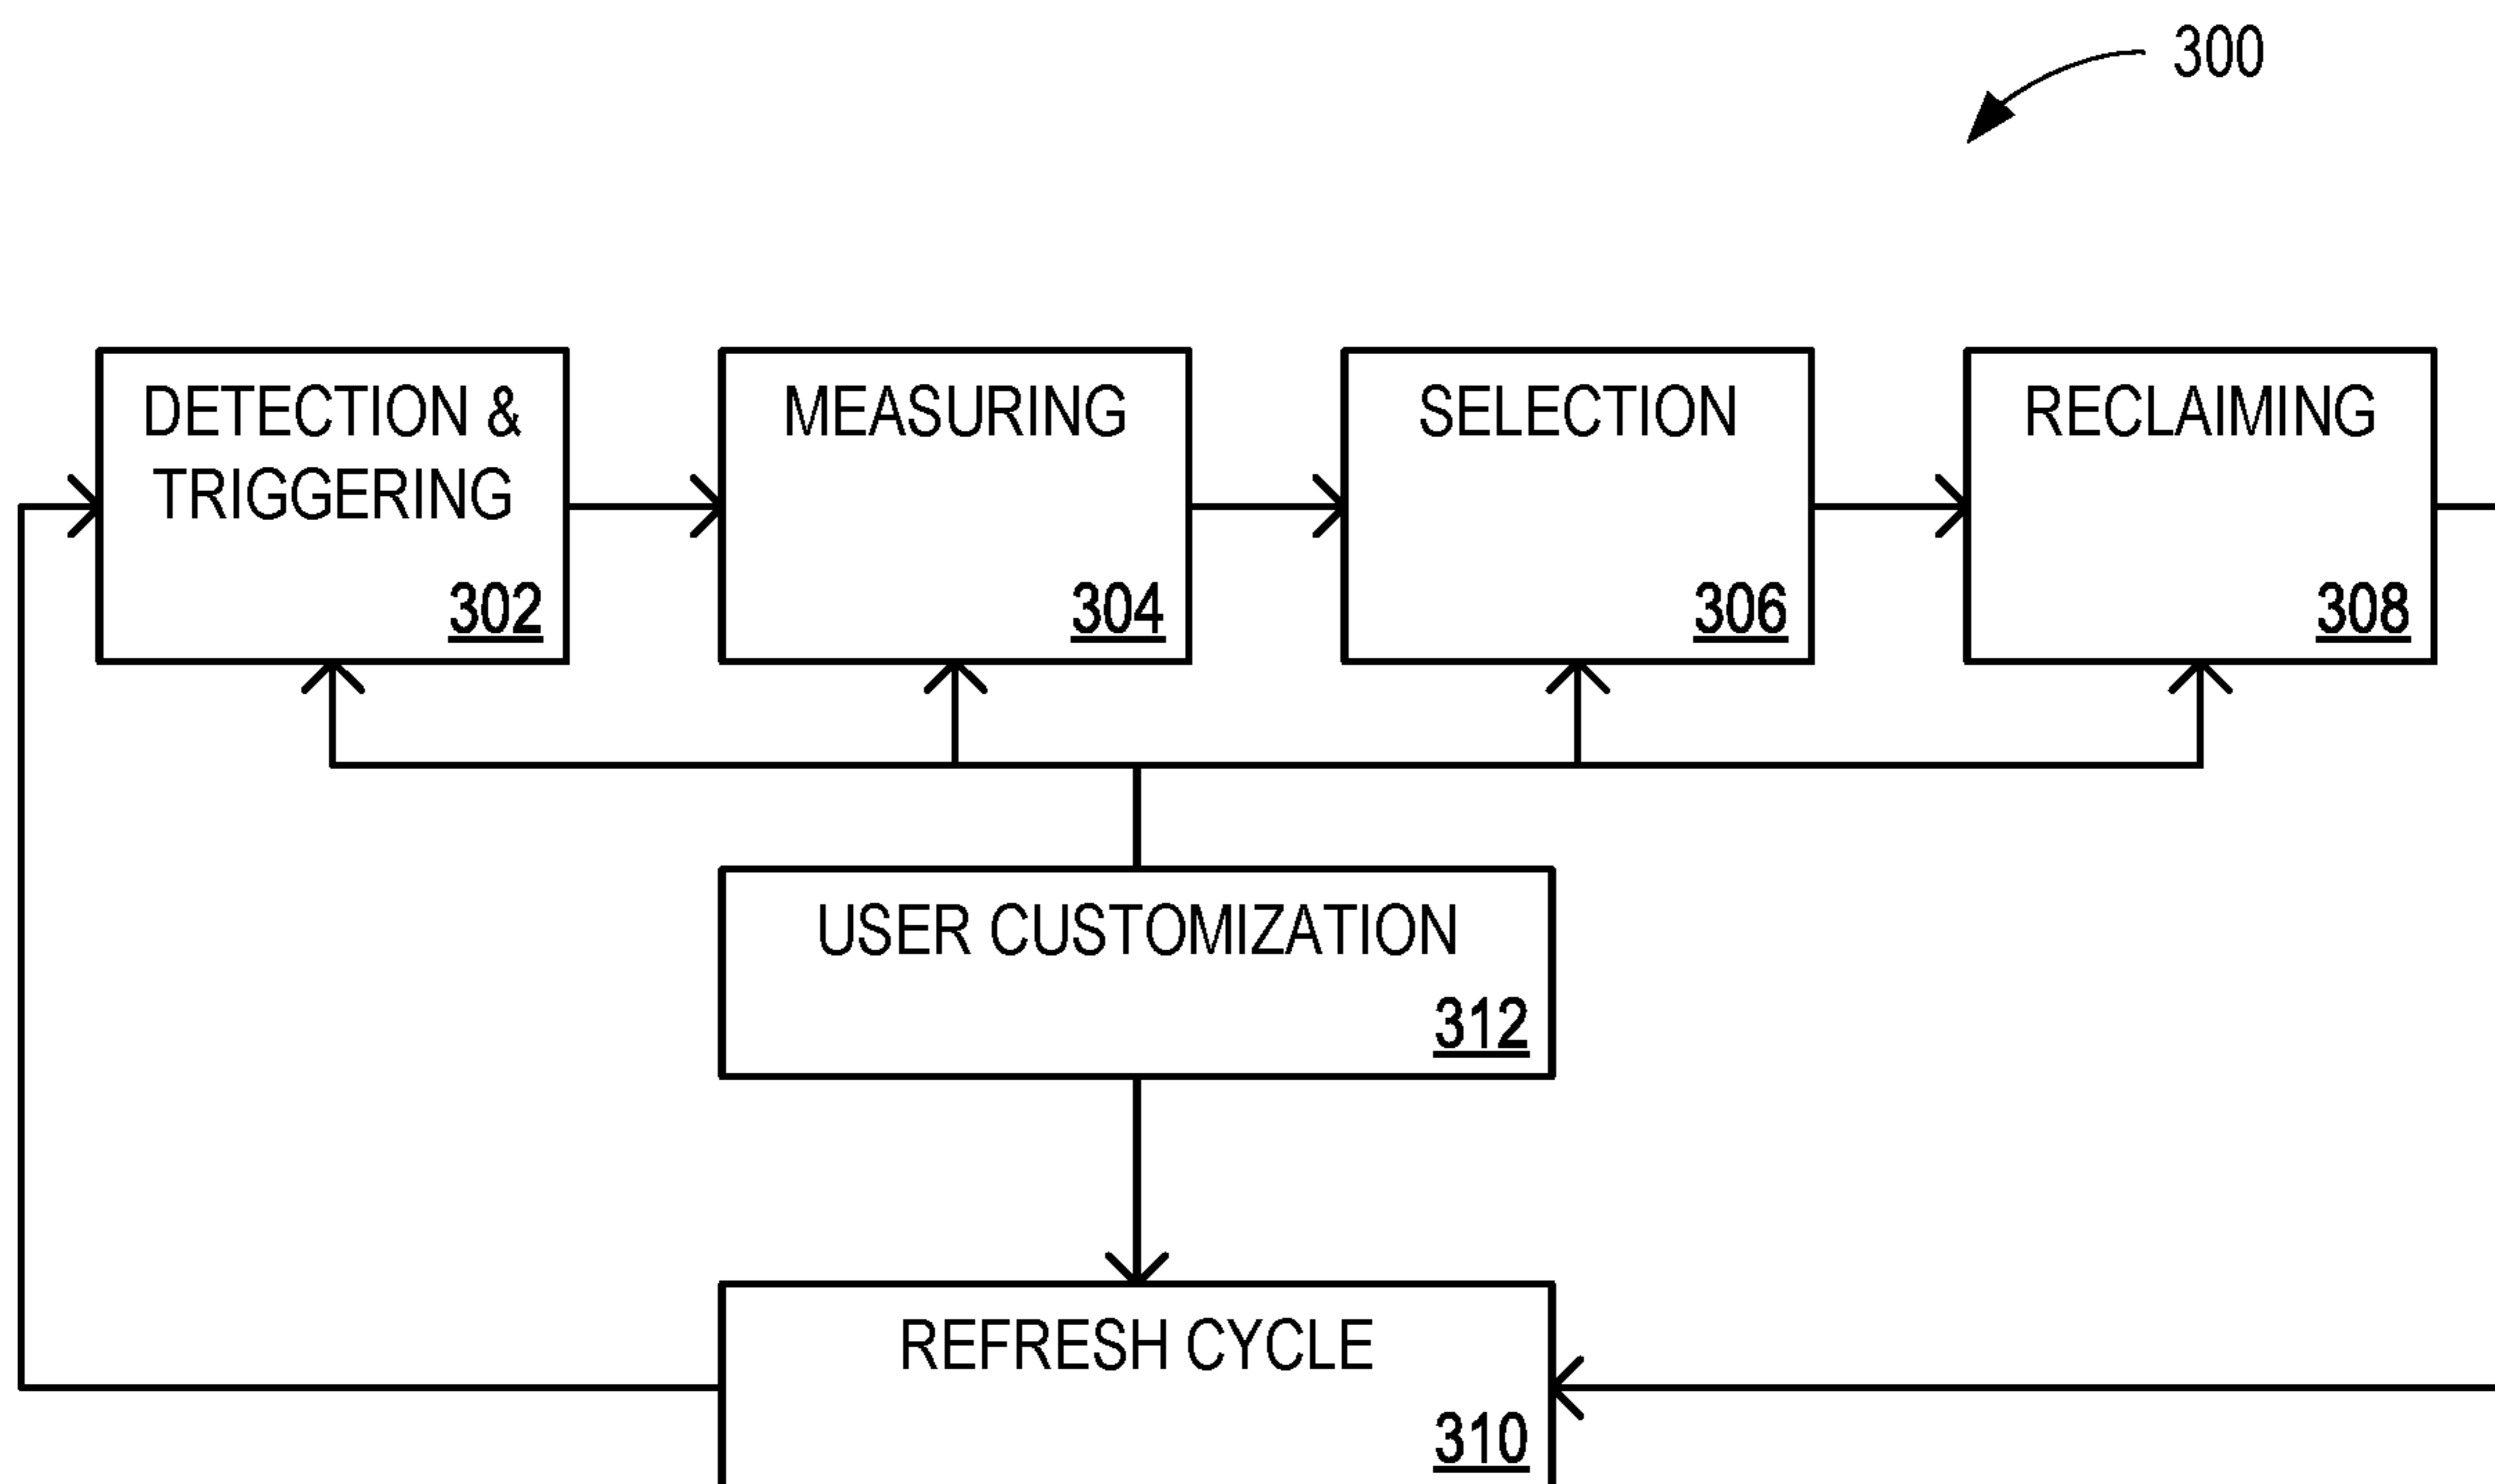 300
DETECTION &
TRIGGERING
302
MEASURING
304
SELECTION
306
RECLAIMING
308
USER CUSTOMIZATION
312
REFRESH CYCLE
310